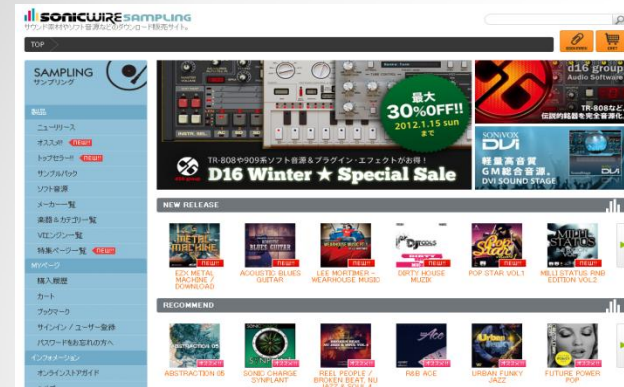 SONICWIRE SAMPLING
サウンド素材やソフト音源などのダウンロード販売サイト。
TOP
SAMPLING
サンプリング
製品
ニューリリース
オススメ! NEW!!
トップセラー!! NEW!!
サンプルパック
ソフト音源
メーカー一覧
楽器&カテゴリ一覧
VIエンジン一覧
特集ページ一覧 NEW!!
MYページ
購入履歴
カート
ブックマーク
サインイン / ユーザー登録
パスワードをお忘れの方へ
インフォメーション
オンラインストアガイド
最大
30%OFF!!
2012.1.15 sun
まで
TR-808や909系ソフト音源&プラグイン・エフェクトがお得!
D16 Winter ★ Special Sale
d16 group
Audio Software
TR-808など、
伝説的銘器を完全音源化。
SONiVOX
DVi
軽量高音質
GM総合音源。
DVI SOUND STAGE
NEW RELEASE
EZX METAL
MACHINE /
DOWNLOAD
ACOUSTIC BLUES
GUITAR
LEE MORTIMER -
WEARHOUSE MUSIC
DIRTY HOUSE
MUZIK
POP STAR VOL.1
MILLI STATUS RNB
EDITION VOL.2
RECOMMEND
ABSTRACTION 05
SONIC CHARGE
SYNPLANT
REEL PEOPLE /
BROKEN BEAT, NU
JAZZ & SOUL 4
R&B ACE
URBAN FUNKY
JAZZ
FUTURE POWER
POP